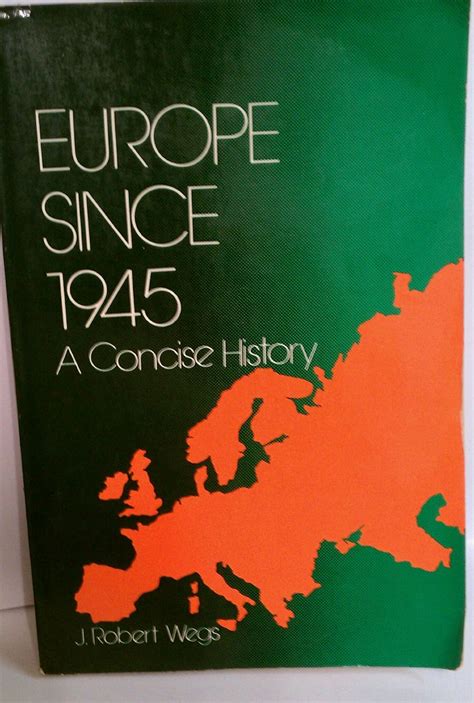 EUROPE
SINCE
1945
A Concise History
J. Robert Wegs